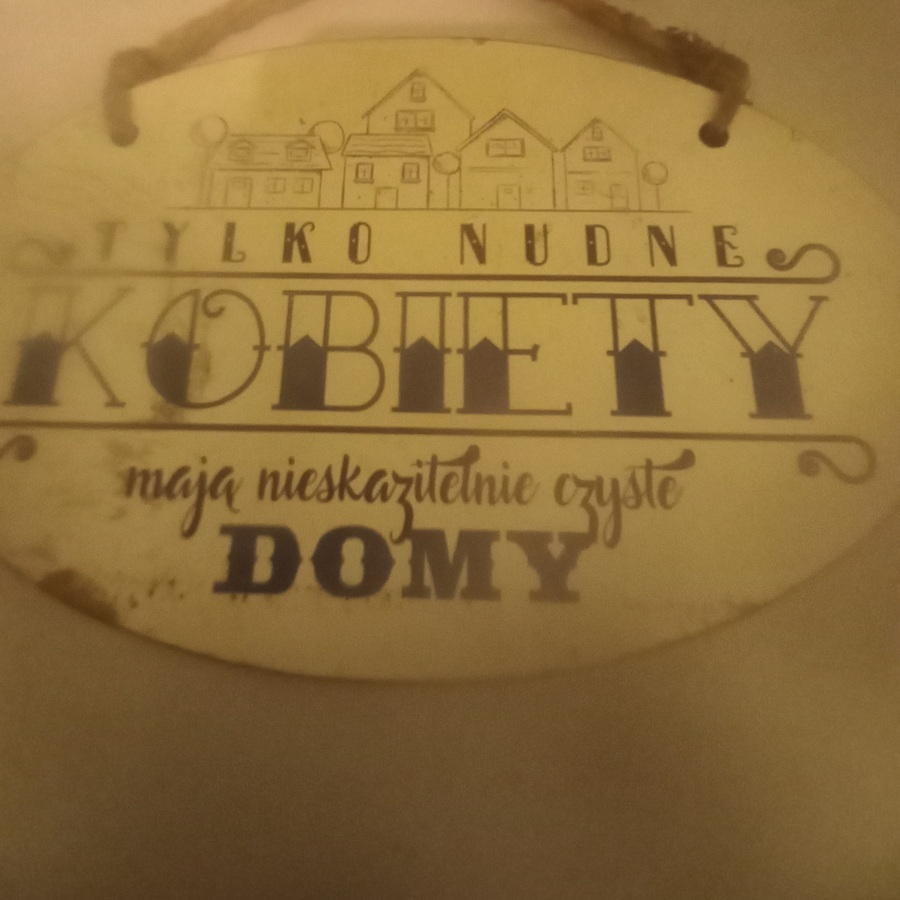 TYLKO NUDNE
KOBIETY
mają nieskazitelnie czyste
DOMY